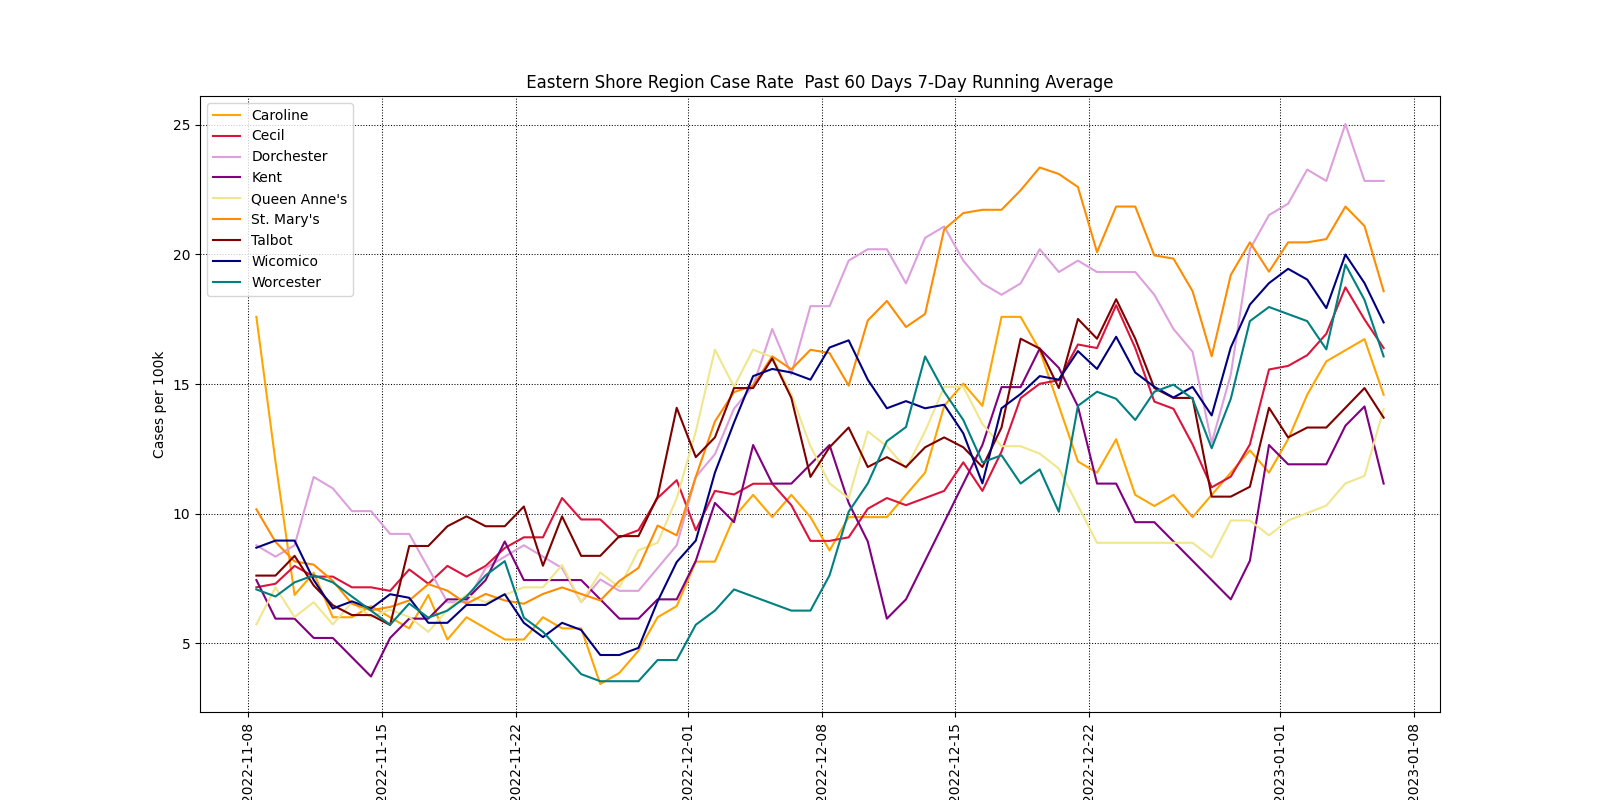 Eastern Shore Region Case Rate  Past 60 Days 7-Day Running Average
Cases per 100k
25
20
15
10
5
Caroline
Cecil
Dorchester
Kent
Queen Anne's
St. Mary's
Talbot
Wicomico
Worcester
2022-11-08
2022-11-15
2022-11-22
2022-12-01
2022-12-08
2022-12-15
2022-12-22
2023-01-01
2023-01-08